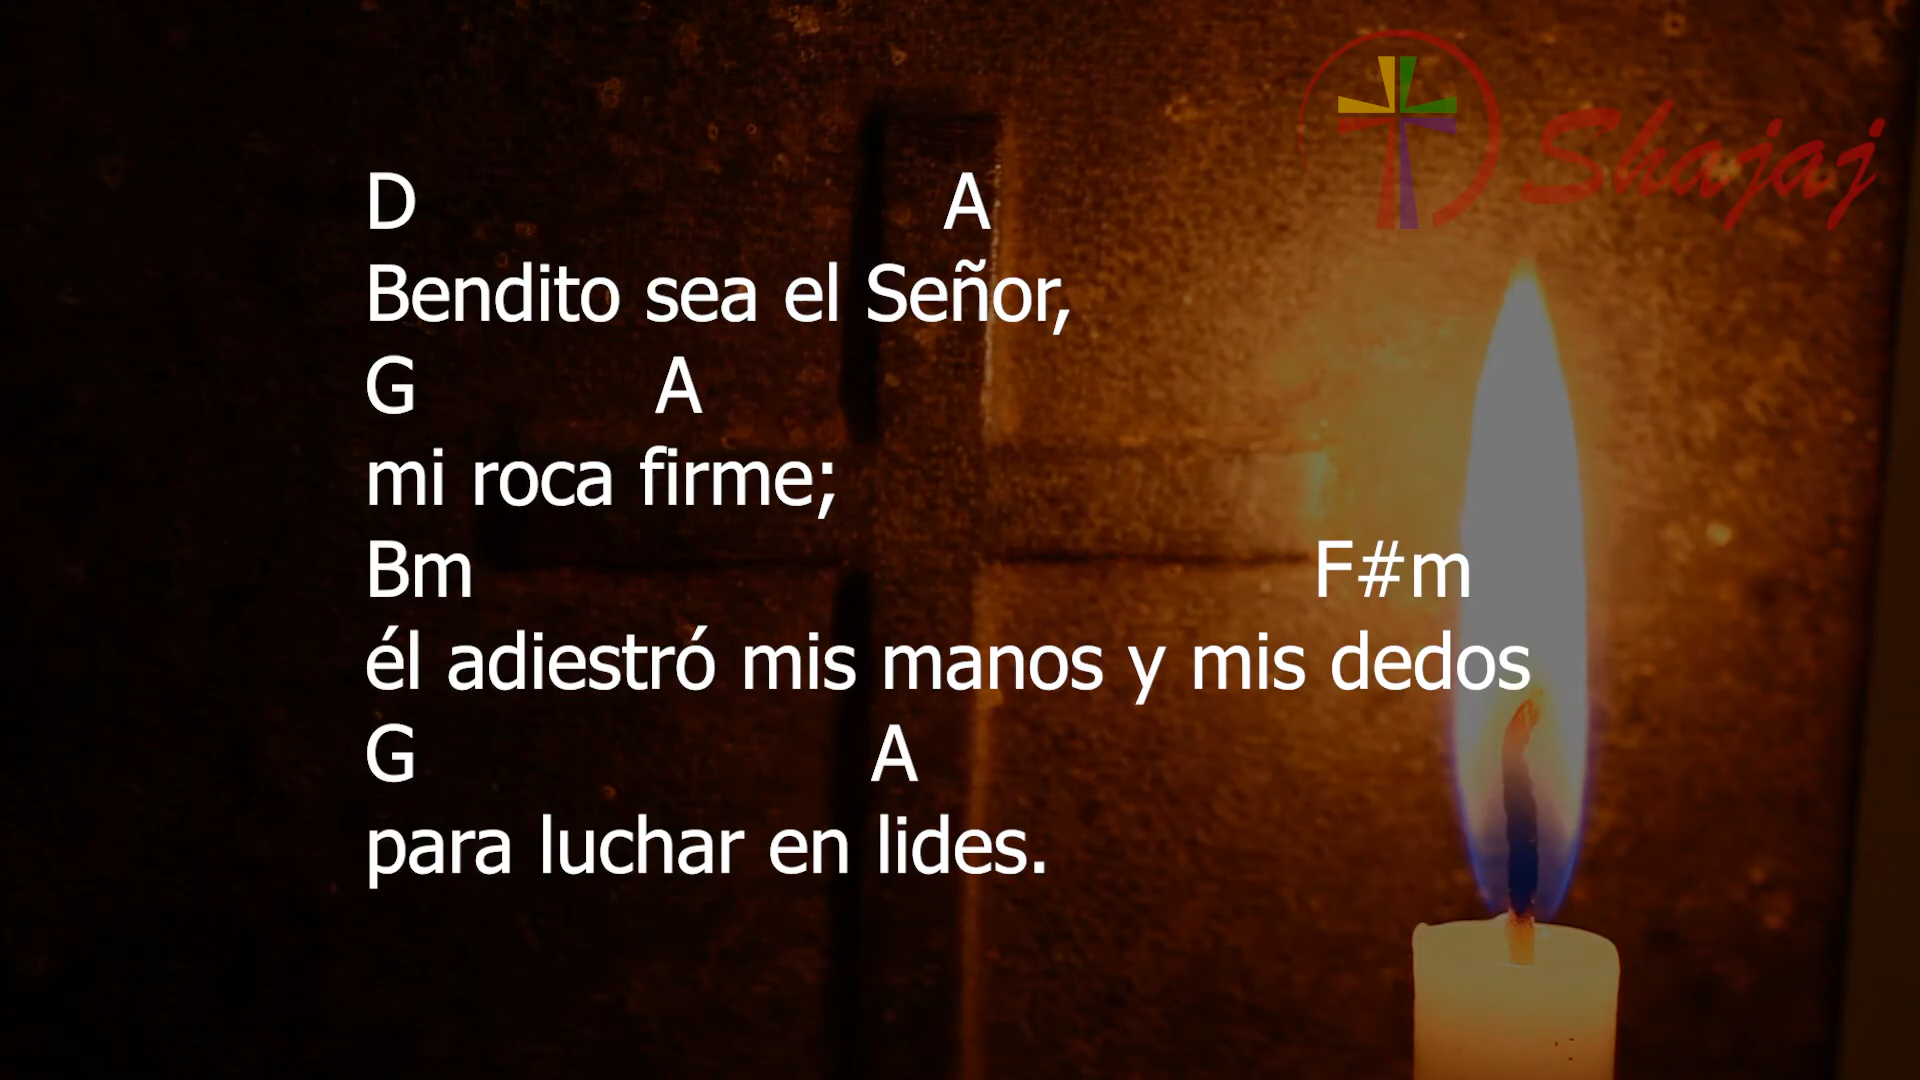 Shajaj
D A
Bendito sea el Señor,
G A
mi roca firme;
Bm F#m
él adiestró mis manos y mis dedos
G A
para luchar en lides.